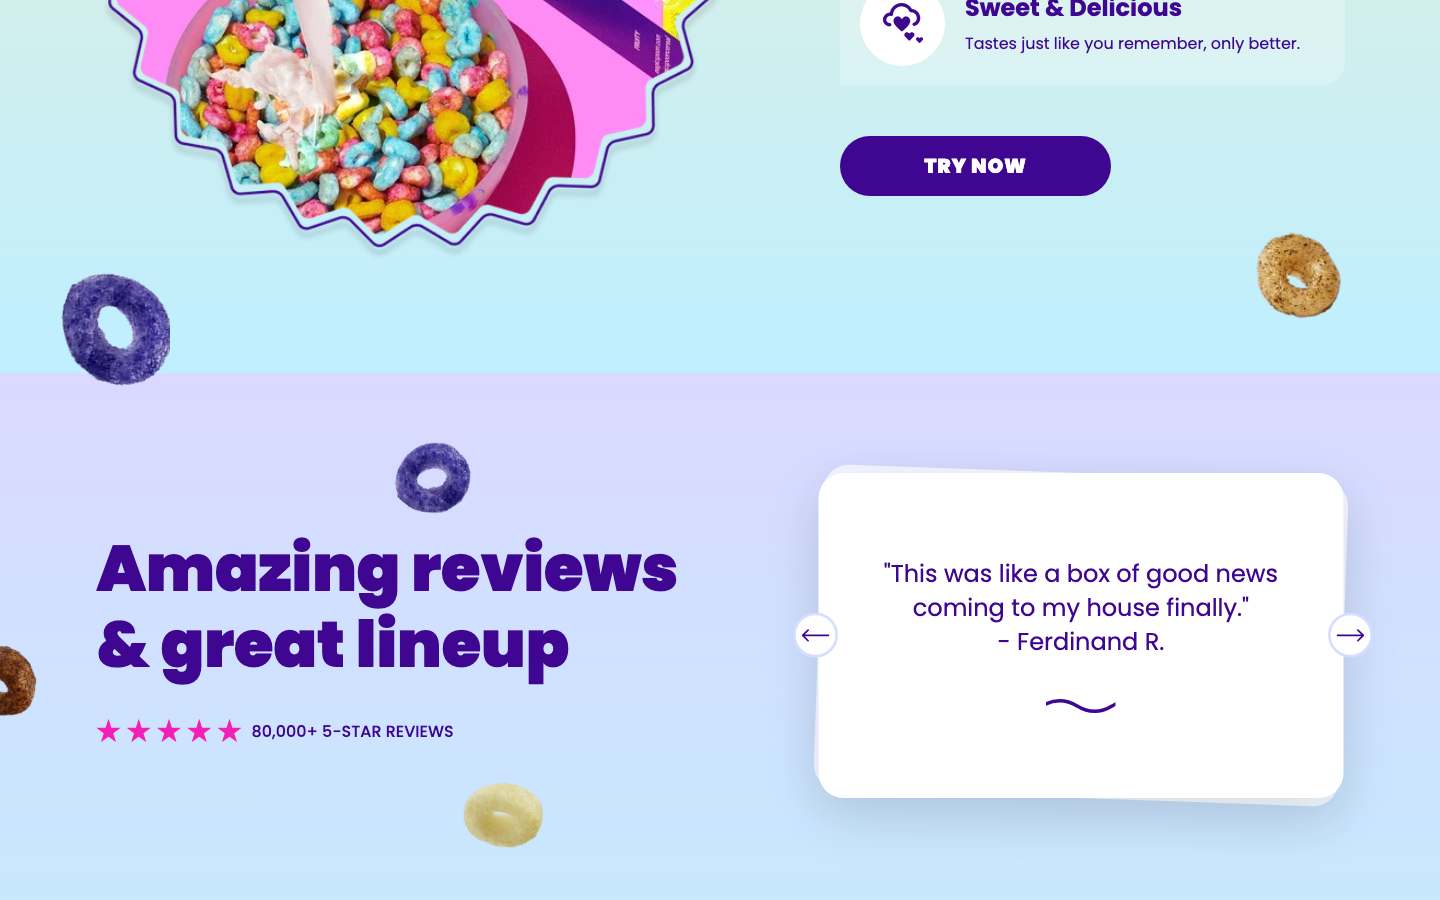 FRUITY
Sweet & Delicious
Tastes just like you remember, only better.
TRY NOW
Amazing reviews
& great lineup
80,000+ 5-STAR REVIEWS
"This was like a box of good news
coming to my house finally."
- Ferdinand R.